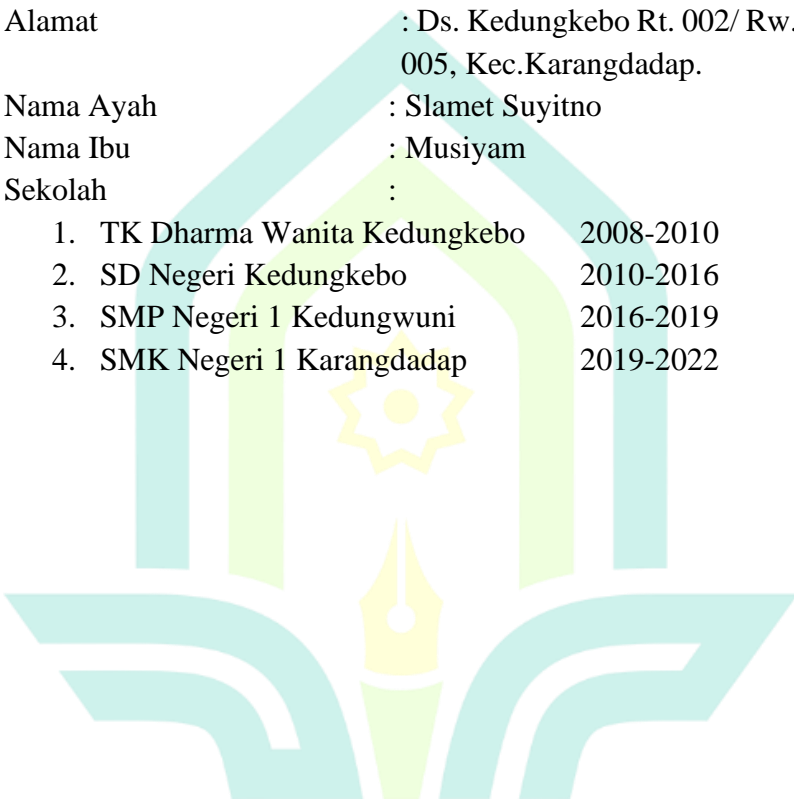 Alamat : Ds. Kedungkebo Rt. 002/ Rw.
005, Kec.Karangdadap.
Nama Ayah : Slamet Suyitno
Nama Ibu : Musiyam
Sekolah :
1. TK Dharma Wanita Kedungkebo 2008-2010
2. SD Negeri Kedungkebo 2010-2016
3. SMP Negeri 1 Kedungwuni 2016-2019
4. SMK Negeri 1 Karangdadap 2019-2022